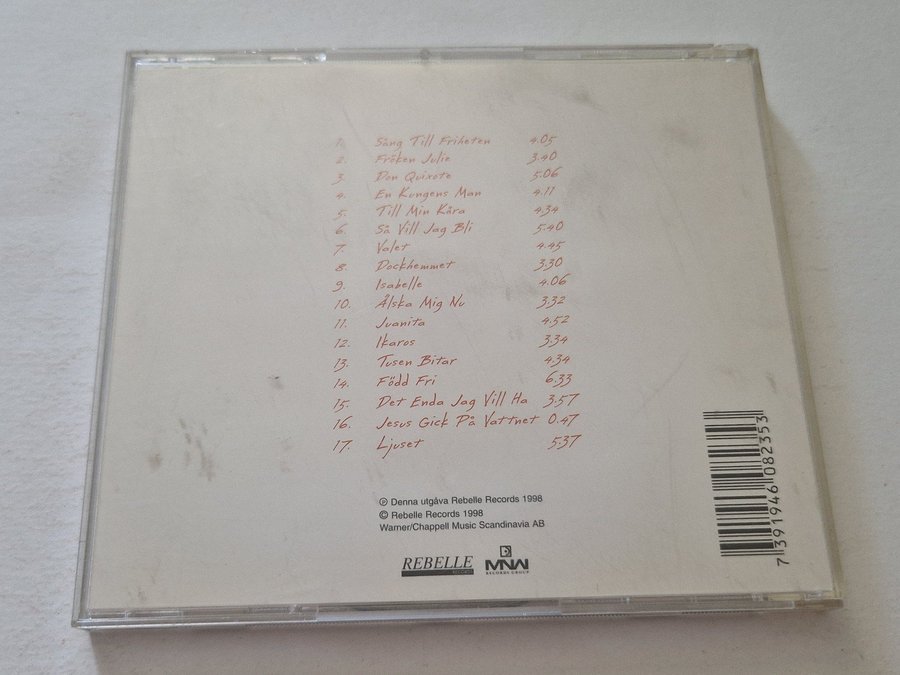 1. Sång Till Friheten 4.05
2. Fröken Julie 3.40
3. Don Quixote 5.06
4. En Kungens Man 4.11
5. Till Min Kära 4.34
6. Så Vill Jag Bli 5.40
7. Valet 4.45
8. Dockhemmet 3.30
9. Isabelle 4.06
10. Älska Mig Nu 3.32
11. Juanita 4.52
12. Ikaros 3.34
13. Tusen Bitar 4.34
14. Född Fri 6.33
15. Det Enda Jag Vill Ha 3.57
16. Jesus Gick På Vattnet 0.47
17. Ljuset 5.37
℗ Denna utgåva Rebelle Records 1998
© Rebelle Records 1998
Warner/Chappell Music Scandinavia AB
REBELLE
RECORDS
MNW
RECORDS GROUP
7 391946 082353